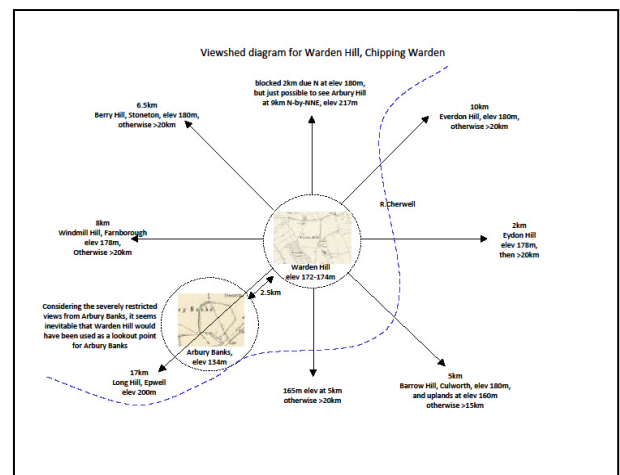 Viewshed diagram for Warden Hill, Chipping Warden
blocked 2km due N at elev 180m,
but just possible to see Arbury Hill
at 9km N-by-NNE, elev 217m
6.5km
Berry Hill, Stoneton, elev 180m,
otherwise >20km
10km
Everdon Hill, elev 180m,
otherwise >20km
R.Cherwell
8km
Windmill Hill, Farnborough
elev 178m,
Otherwise >20km
2km
Eydon Hill
elev 178m,
then >20km
Warden Hill
elev 172-174m
2.5km
Considering the severely restricted
views from Arbury Banks, it seems
inevitable that Warden Hill would
have been used as a lookout point
for Arbury Banks
Arbury Banks,
elev 134m
17km
Long Hill, Epwell
elev 200m
165m elev at 5km
otherwise >20km
5km
Barrow Hill, Culworth, elev 180m,
and uplands at elev 160m
otherwise >15km